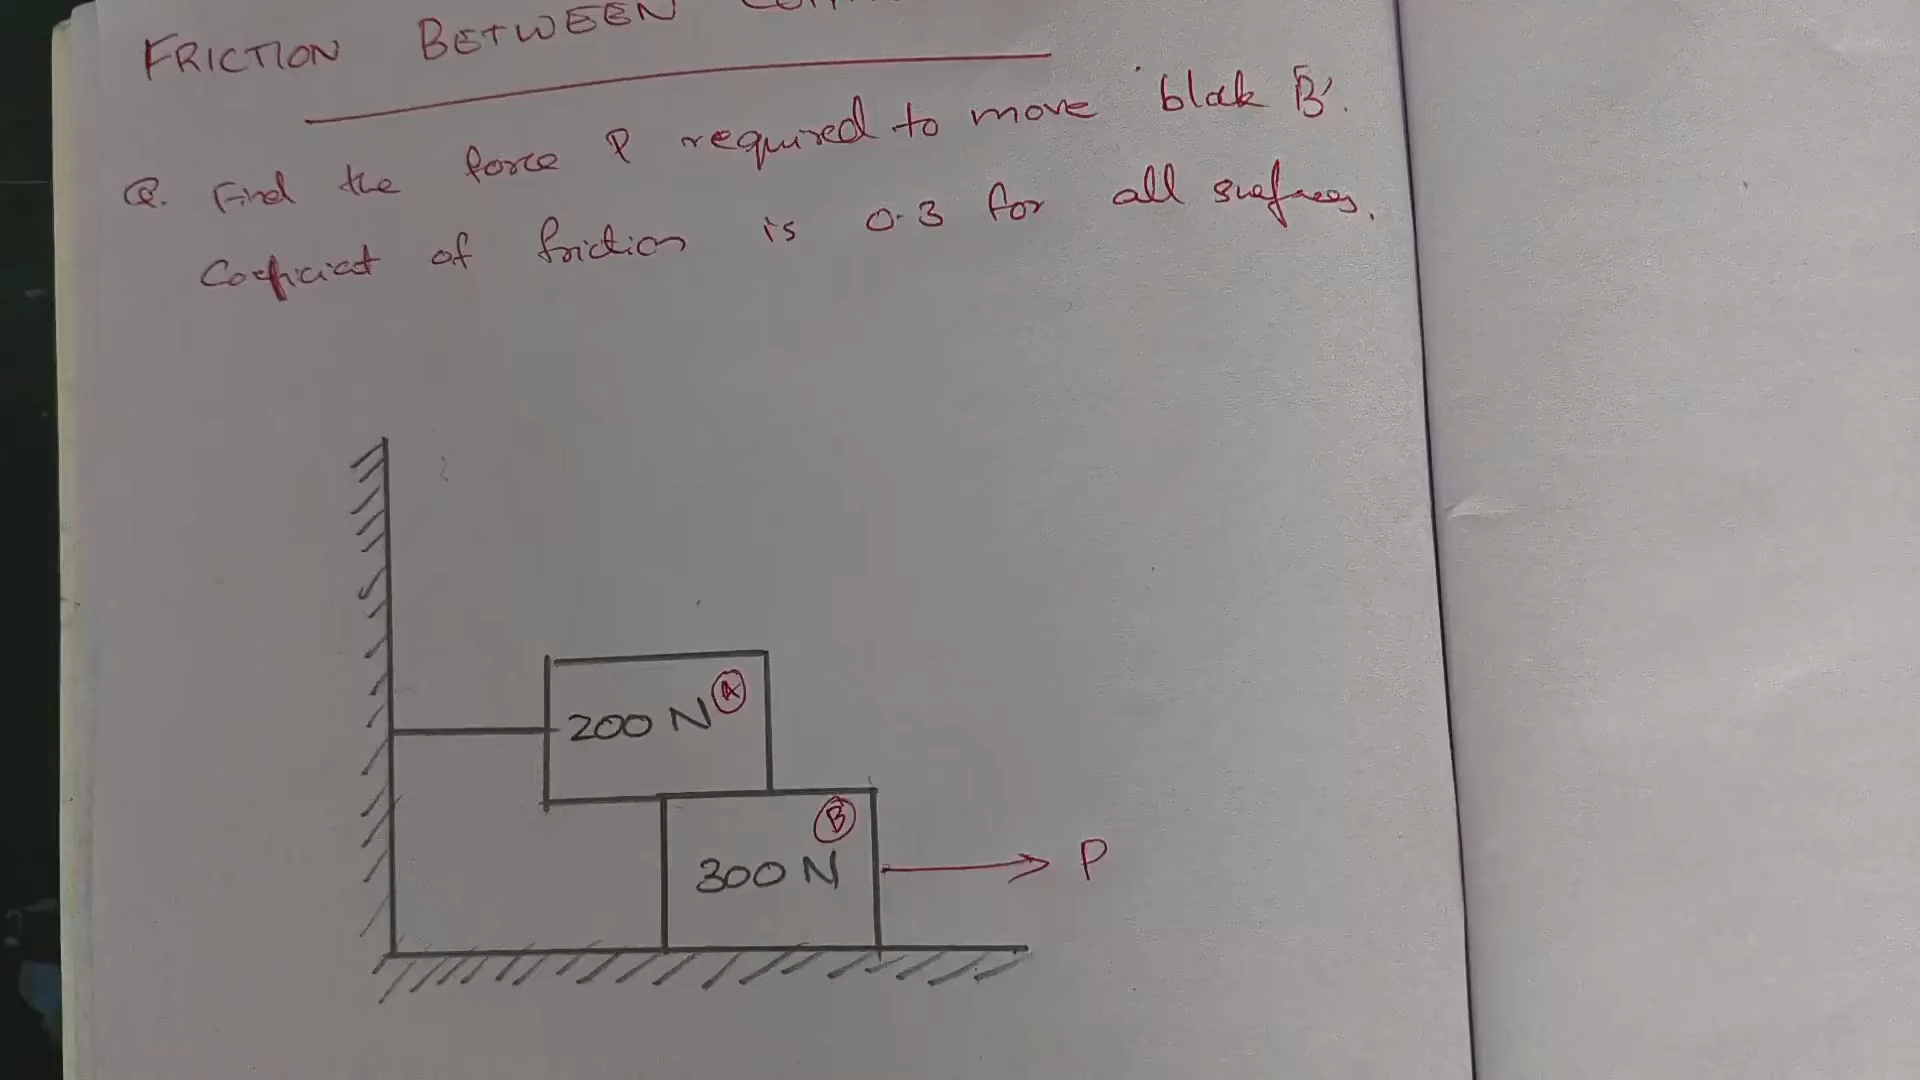 FRICTION BETWEEN
Q. Find the force P required to move block 'B'.
Coefficient of friction is 0.3 for all surfaces.
200 N A
B
300 N
P